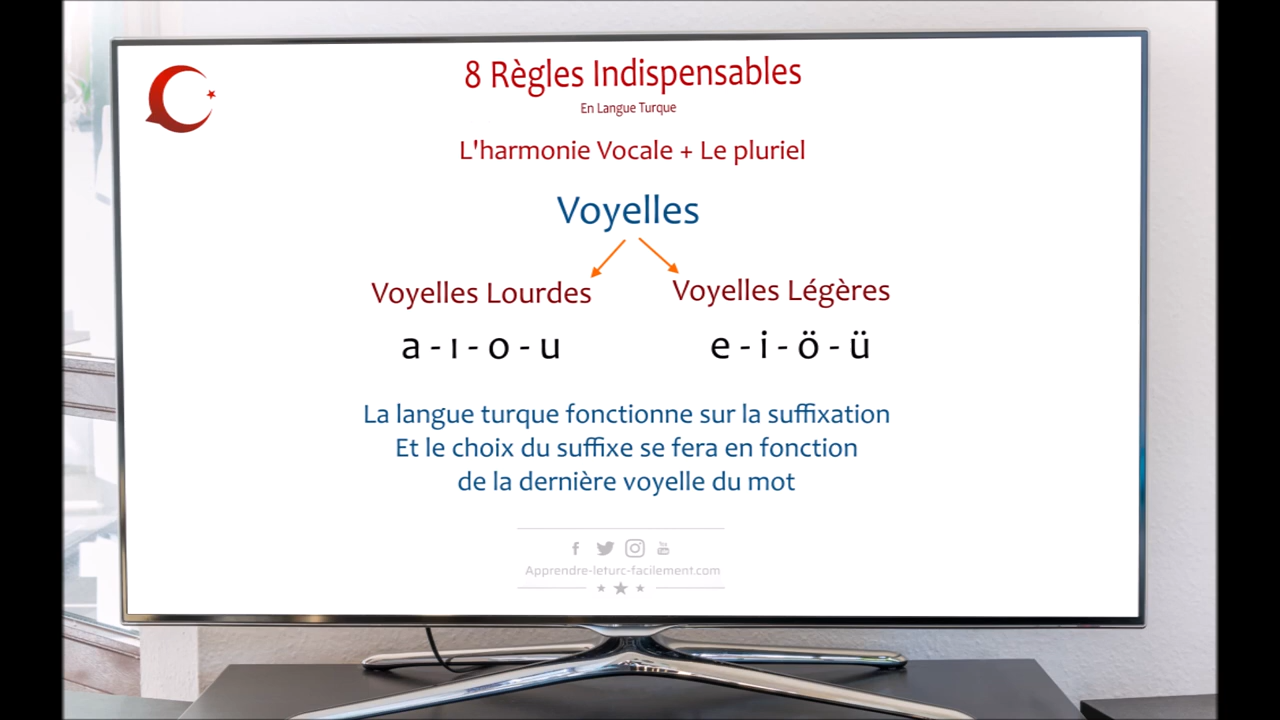 8 Règles Indispensables
En Langue Turque
L'harmonie Vocale + Le pluriel
Voyelles
Voyelles Lourdes
Voyelles Légères
a - ı - o - u
e - i - ö - ü
La langue turque fonctionne sur la suffixation
Et le choix du suffixe se fera en fonction
de la dernière voyelle du mot
Apprendre-leturc-facilement.com